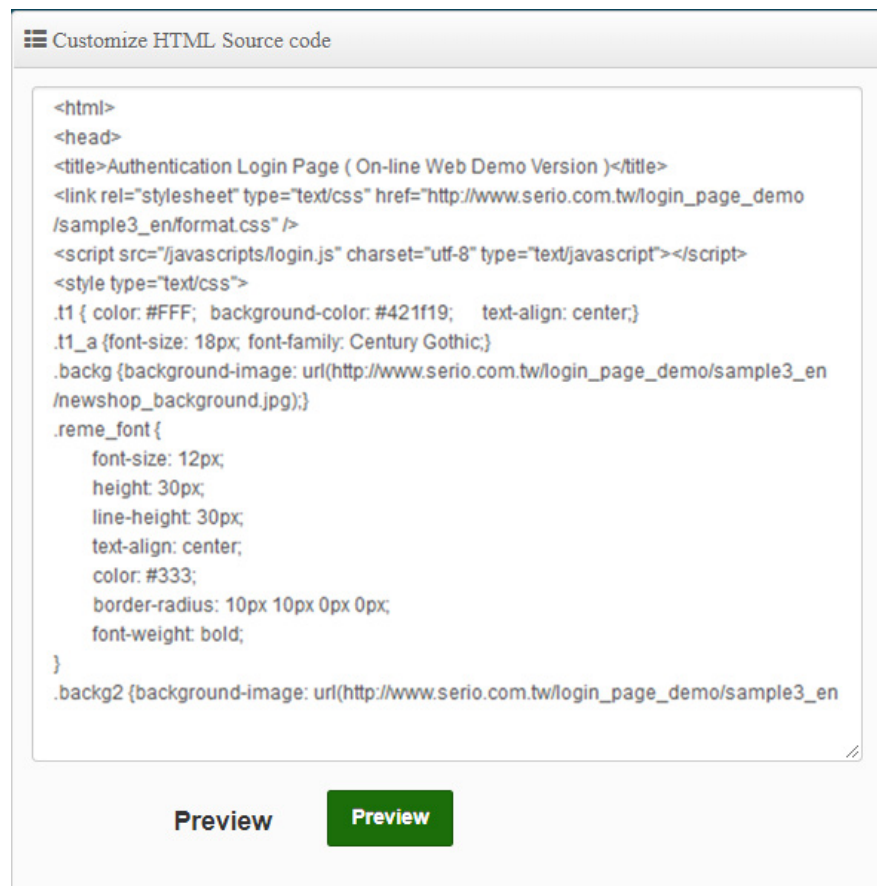 Customize HTML Source code
<html>
<head>
<title>Authentication Login Page ( On-line Web Demo Version )</title>
<link rel="stylesheet" type="text/css" href="http://www.serio.com.tw/login_page_demo
/sample3_en/format.css" />
<script src="/javascripts/login.js" charset="utf-8" type="text/javascript"></script>
<style type="text/css">
.t1 { color: #FFF;   background-color: #421f19;     text-align: center;}
.t1_a {font-size: 18px; font-family: Century Gothic;}
.backg {background-image: url(http://www.serio.com.tw/login_page_demo/sample3_en
/newshop_background.jpg);}
.reme_font {
font-size: 12px;
height: 30px;
line-height: 30px;
text-align: center;
color: #333;
border-radius: 10px 10px 0px 0px;
font-weight: bold;
}
.backg2 {background-image: url(http://www.serio.com.tw/login_page_demo/sample3_en
Preview Preview